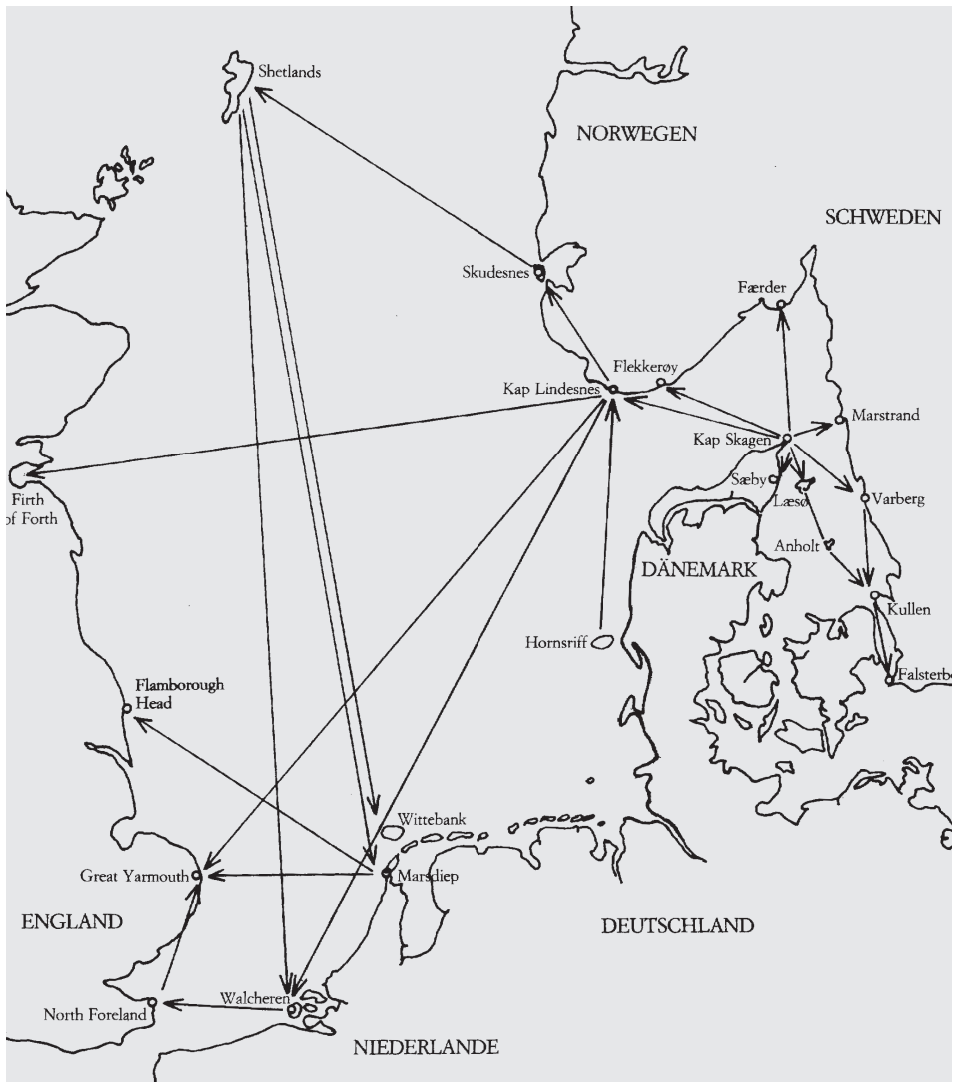 Shetlands
NORWEGEN
SCHWEDEN
Skudesnes
Færder
Flekkerøy
Kap Lindesnes
Marstrand
Kap Skagen
Sæby
Læsø
Varberg
Firth
of Forth
Anholt
DÄNEMARK
Kullen
Hornsriff
Falsterbo
Flamborough
Head
Wittebank
Great Yarmouth
Marsdiep
ENGLAND
DEUTSCHLAND
Walcheren
North Foreland
NIEDERLANDE